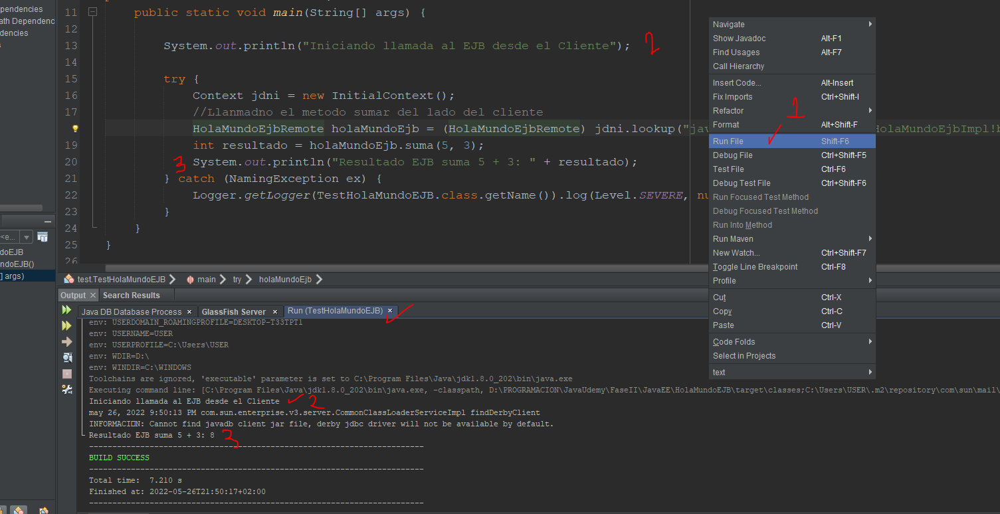 pendencies
ath Dependenc
dencies
11 public static void main(String[] args) {
12
13 System.out.println("Iniciando llamada al EJB desde el Cliente"); 2
14
15 try {
16 Context jdni = new InitialContext();
17 //Llanmadno el metodo sumar del lado del cliente
18 HolaMundoEjbRemote holaMundoEjb = (HolaMundoEjbRemote) jdni.lookup("jav HolaMundoEjbImpl!b
19 int resultado = holaMundoEjb.suma(5, 3);
20 3 System.out.println("Resultado EJB suma 5 + 3: " + resultado);
21 } catch (NamingException ex) {
22 Logger.getLogger(TestHolaMundoEJB.class.getName()).log(Level.SEVERE, nu
23 }
24 }
25 }
26
Navigate
Show Javadoc Alt-F1
Find Usages Alt-F7
Call Hierarchy
Insert Code... Alt-Insert
Fix Imports Ctrl+Shift-I
Refactor 1
Format Alt+Shift-F
Run File Shift-F6
Debug File Ctrl+Shift-F5
Test File Ctrl-F6
Debug Test File Ctrl+Shift-F6
Run Focused Test Method
Debug Focused Test Method
Run Into Method
Run Maven
New Watch... Ctrl+Shift-F7
Toggle Line Breakpoint Ctrl-F8
Profile
Cut Ctrl-X
Copy Ctrl-C
Paste Ctrl-V
Code Folds
Select in Projects
text
<e...
doEJB
ndoEJB()
] args)
test.TestHolaMundoEJB main try holaMundoEjb
Output × Search Results
Java DB Database Process × GlassFish Server × Run (TestHolaMundoEJB) ×
env: USERDOMAIN_ROAMINGPROFILE=DESKTOP-T33TPT1
env: USERNAME=USER
env: USERPROFILE=C:\Users\USER
env: WDIR=D:\
env: WINDIR=C:\WINDOWS
Toolchains are ignored, 'executable' parameter is set to C:\Program Files\Java\jdk1.8.0_202\bin\java.exe
Executing command line: [C:\Program Files\Java\jdk1.8.0_202\bin\java.exe, -classpath, D:\PROGRAMACION\JavaUdemy\FaseII\JavaEE\HolaMundoEJB\target\classes;C:\Users\USER\.m2\repository\com\sun\mail\
Iniciando llamada al EJB desde el Cliente 2
may 26, 2022 9:50:13 PM com.sun.enterprise.v3.server.CommonClassLoaderServiceImpl findDerbyClient
INFORMACI�N: Cannot find javadb client jar file, derby jdbc driver will not be available by default.
Resultado EJB suma 5 + 3: 8 3
------------------------------------------------------------------------
BUILD SUCCESS
------------------------------------------------------------------------
Total time:  7.210 s
Finished at: 2022-05-26T21:50:17+02:00
------------------------------------------------------------------------